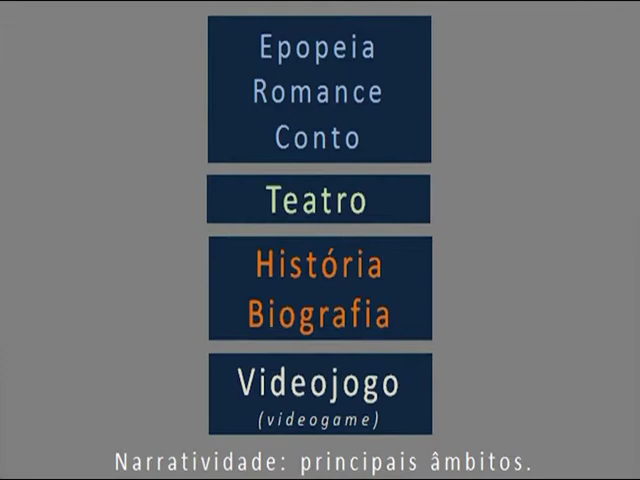 Epopeia
Romance
Conto
Teatro
História
Biografia
Videojogo
(videogame)
Narratividade: principais âmbitos.